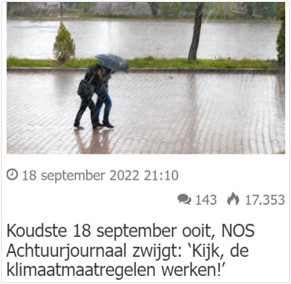 18 september 2022 21:10
143 17.353
Koudste 18 september ooit, NOS
Achtuurjournaal zwijgt: ‘Kijk, de
klimaatmaatregelen werken!’